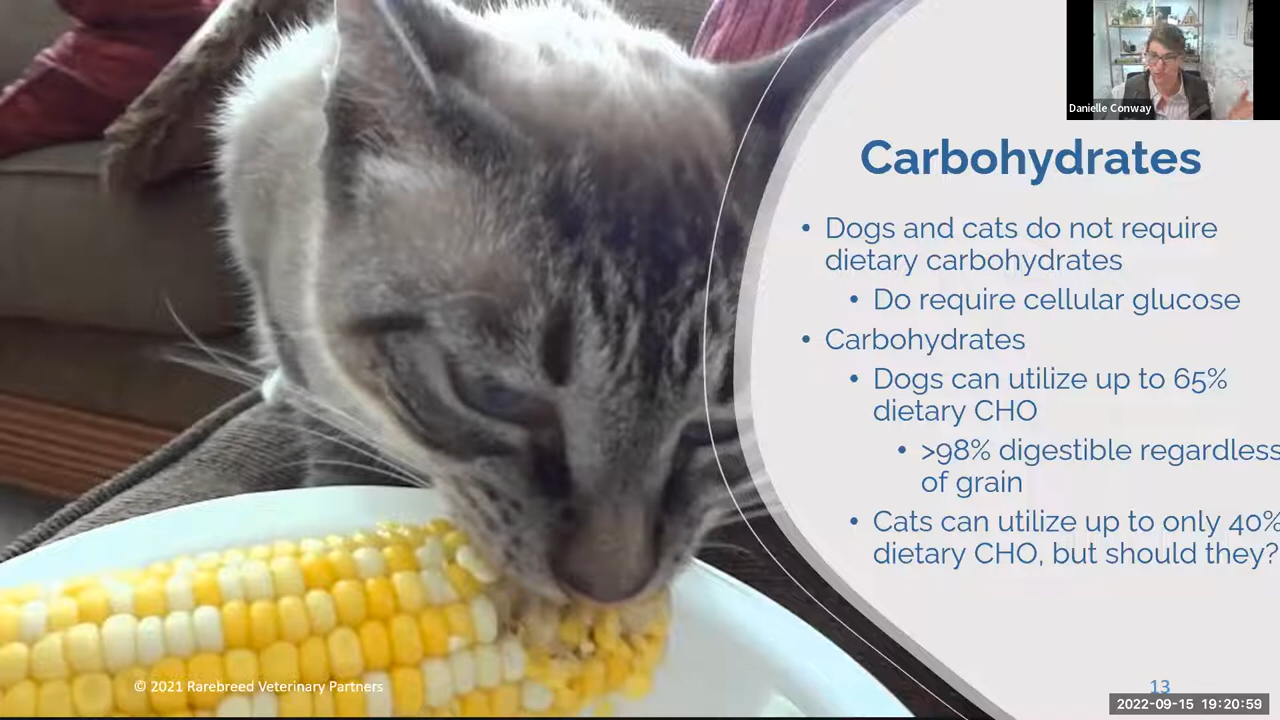 Danielle Conway
Carbohydrates
• Dogs and cats do not require
dietary carbohydrates
• Do require cellular glucose
• Carbohydrates
• Dogs can utilize up to 65%
dietary CHO
• >98% digestible regardless
of grain
• Cats can utilize up to only 40%
dietary CHO, but should they?
© 2021 Rarebreed Veterinary Partners
13
2022-09-15 19:20:59